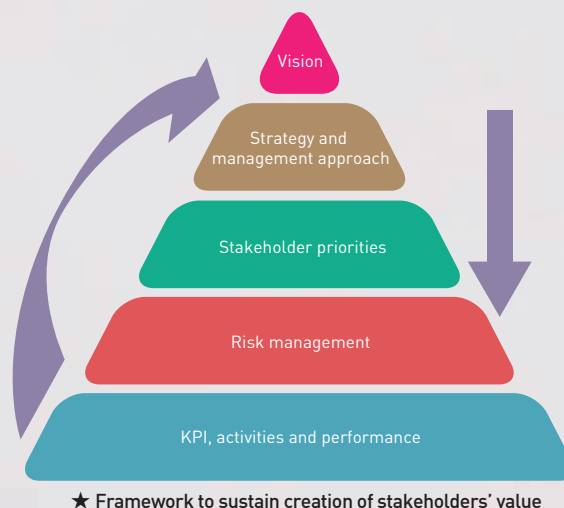 Vision
Strategy and
management approach
Stakeholder priorities
Risk management
KPI, activities and performance
★ Framework to sustain creation of stakeholders’ value